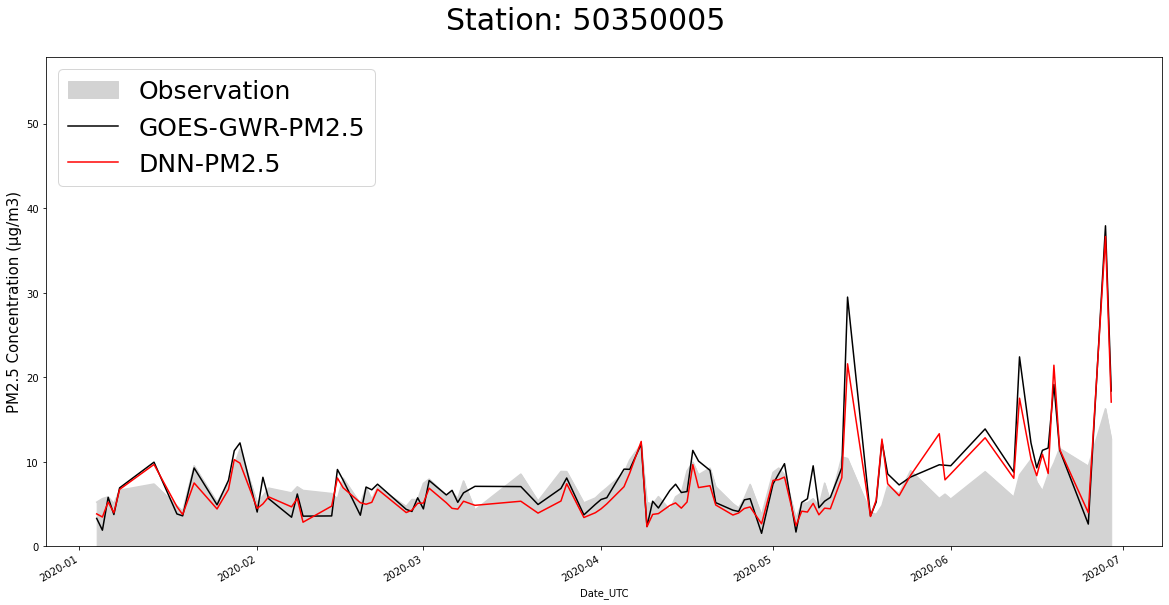 Station: 50350005
Observation
GOES-GWR-PM2.5
DNN-PM2.5
PM2.5 Concentration (μg/m3)
50
40
30
20
10
0
2020-01
2020-02
2020-03
2020-04
2020-05
2020-06
2020-07
Date_UTC